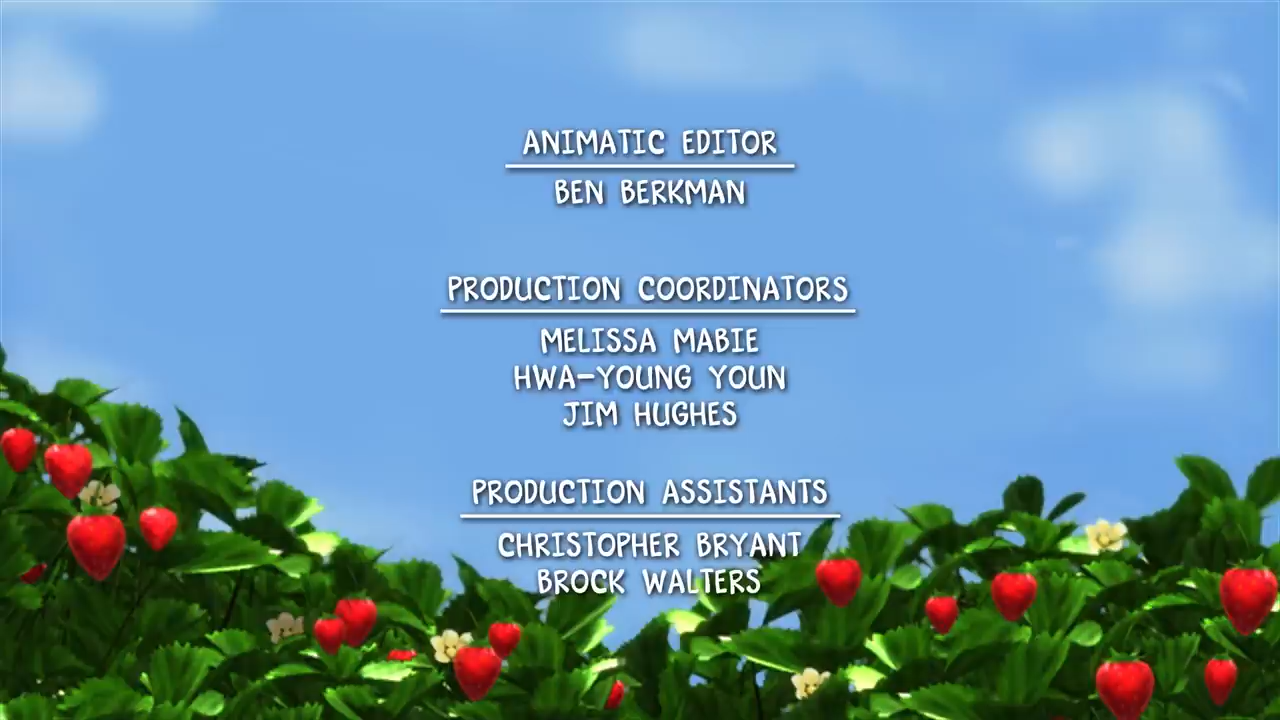 ANIMATIC EDITOR
BEN BERKMAN
PRODUCTION COORDINATORS
MELISSA MABIE
HWA-YOUNG YOUN
JIM HUGHES
PRODUCTION ASSISTANTS
CHRISTOPHER BRYANT
BROCK WALTERS